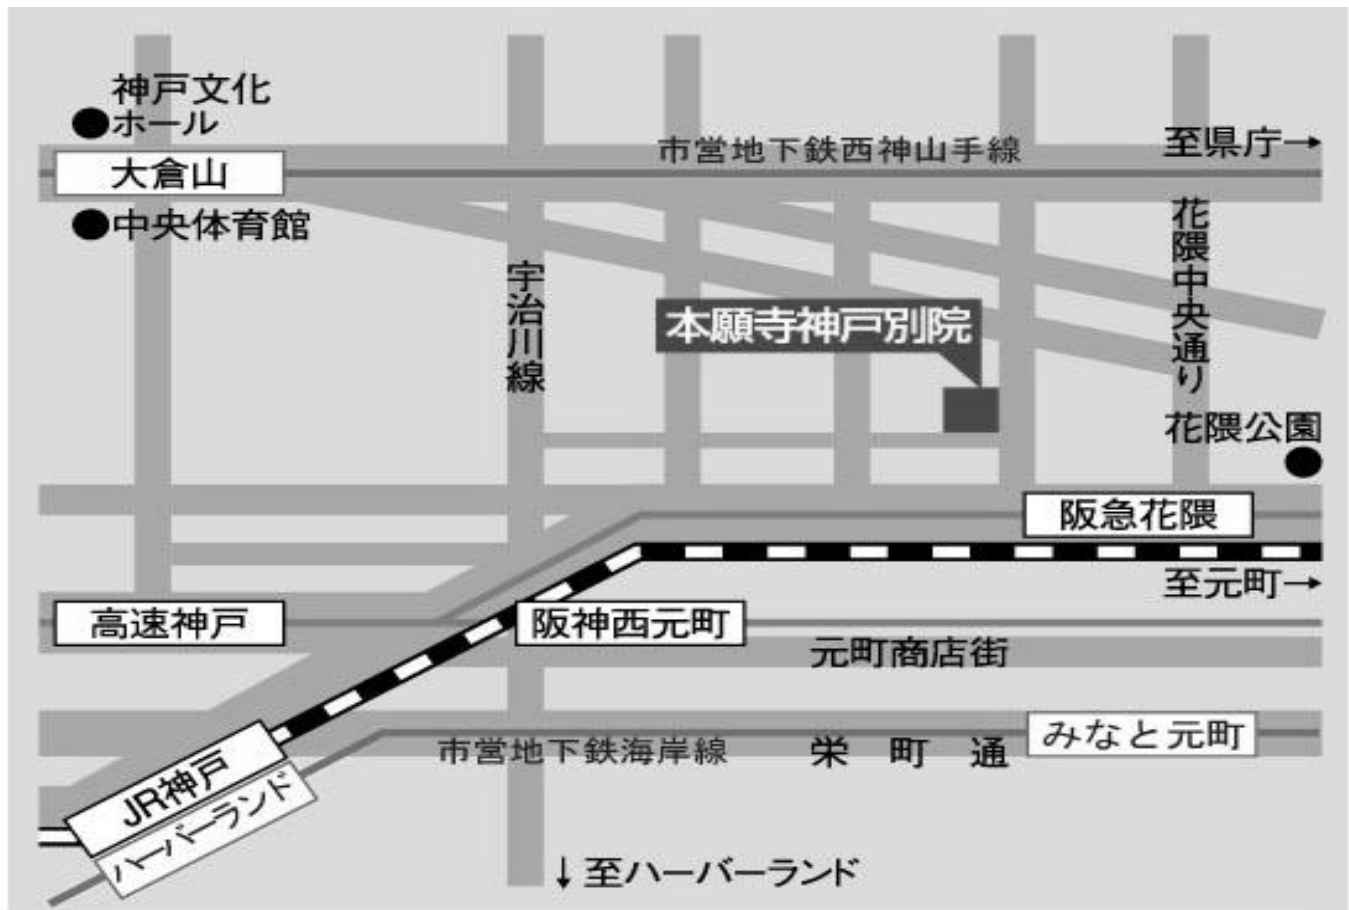 神戸文化
ホール
市営地下鉄西神山手線
至県庁→
大倉山
中央体育館
花隈中央通り
宇治川線
本願寺神戸別院
花隈公園
阪急花隈
至元町→
高速神戸
阪神西元町
元町商店街
みなと元町
市営地下鉄海岸線
栄町通
JR神戸
ハーバーランド
↓至ハーバーランド